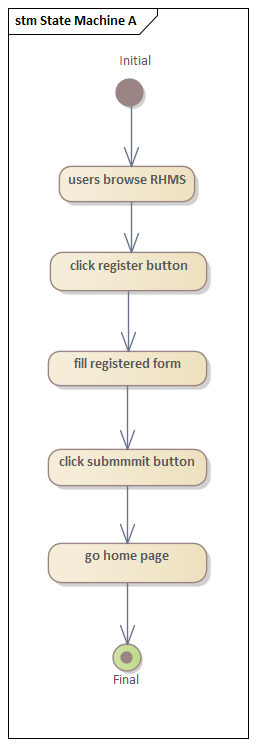 stm State Machine A
Initial
users browse RHMS
click register button
fill registered form
click submmmit button
go home page
Final